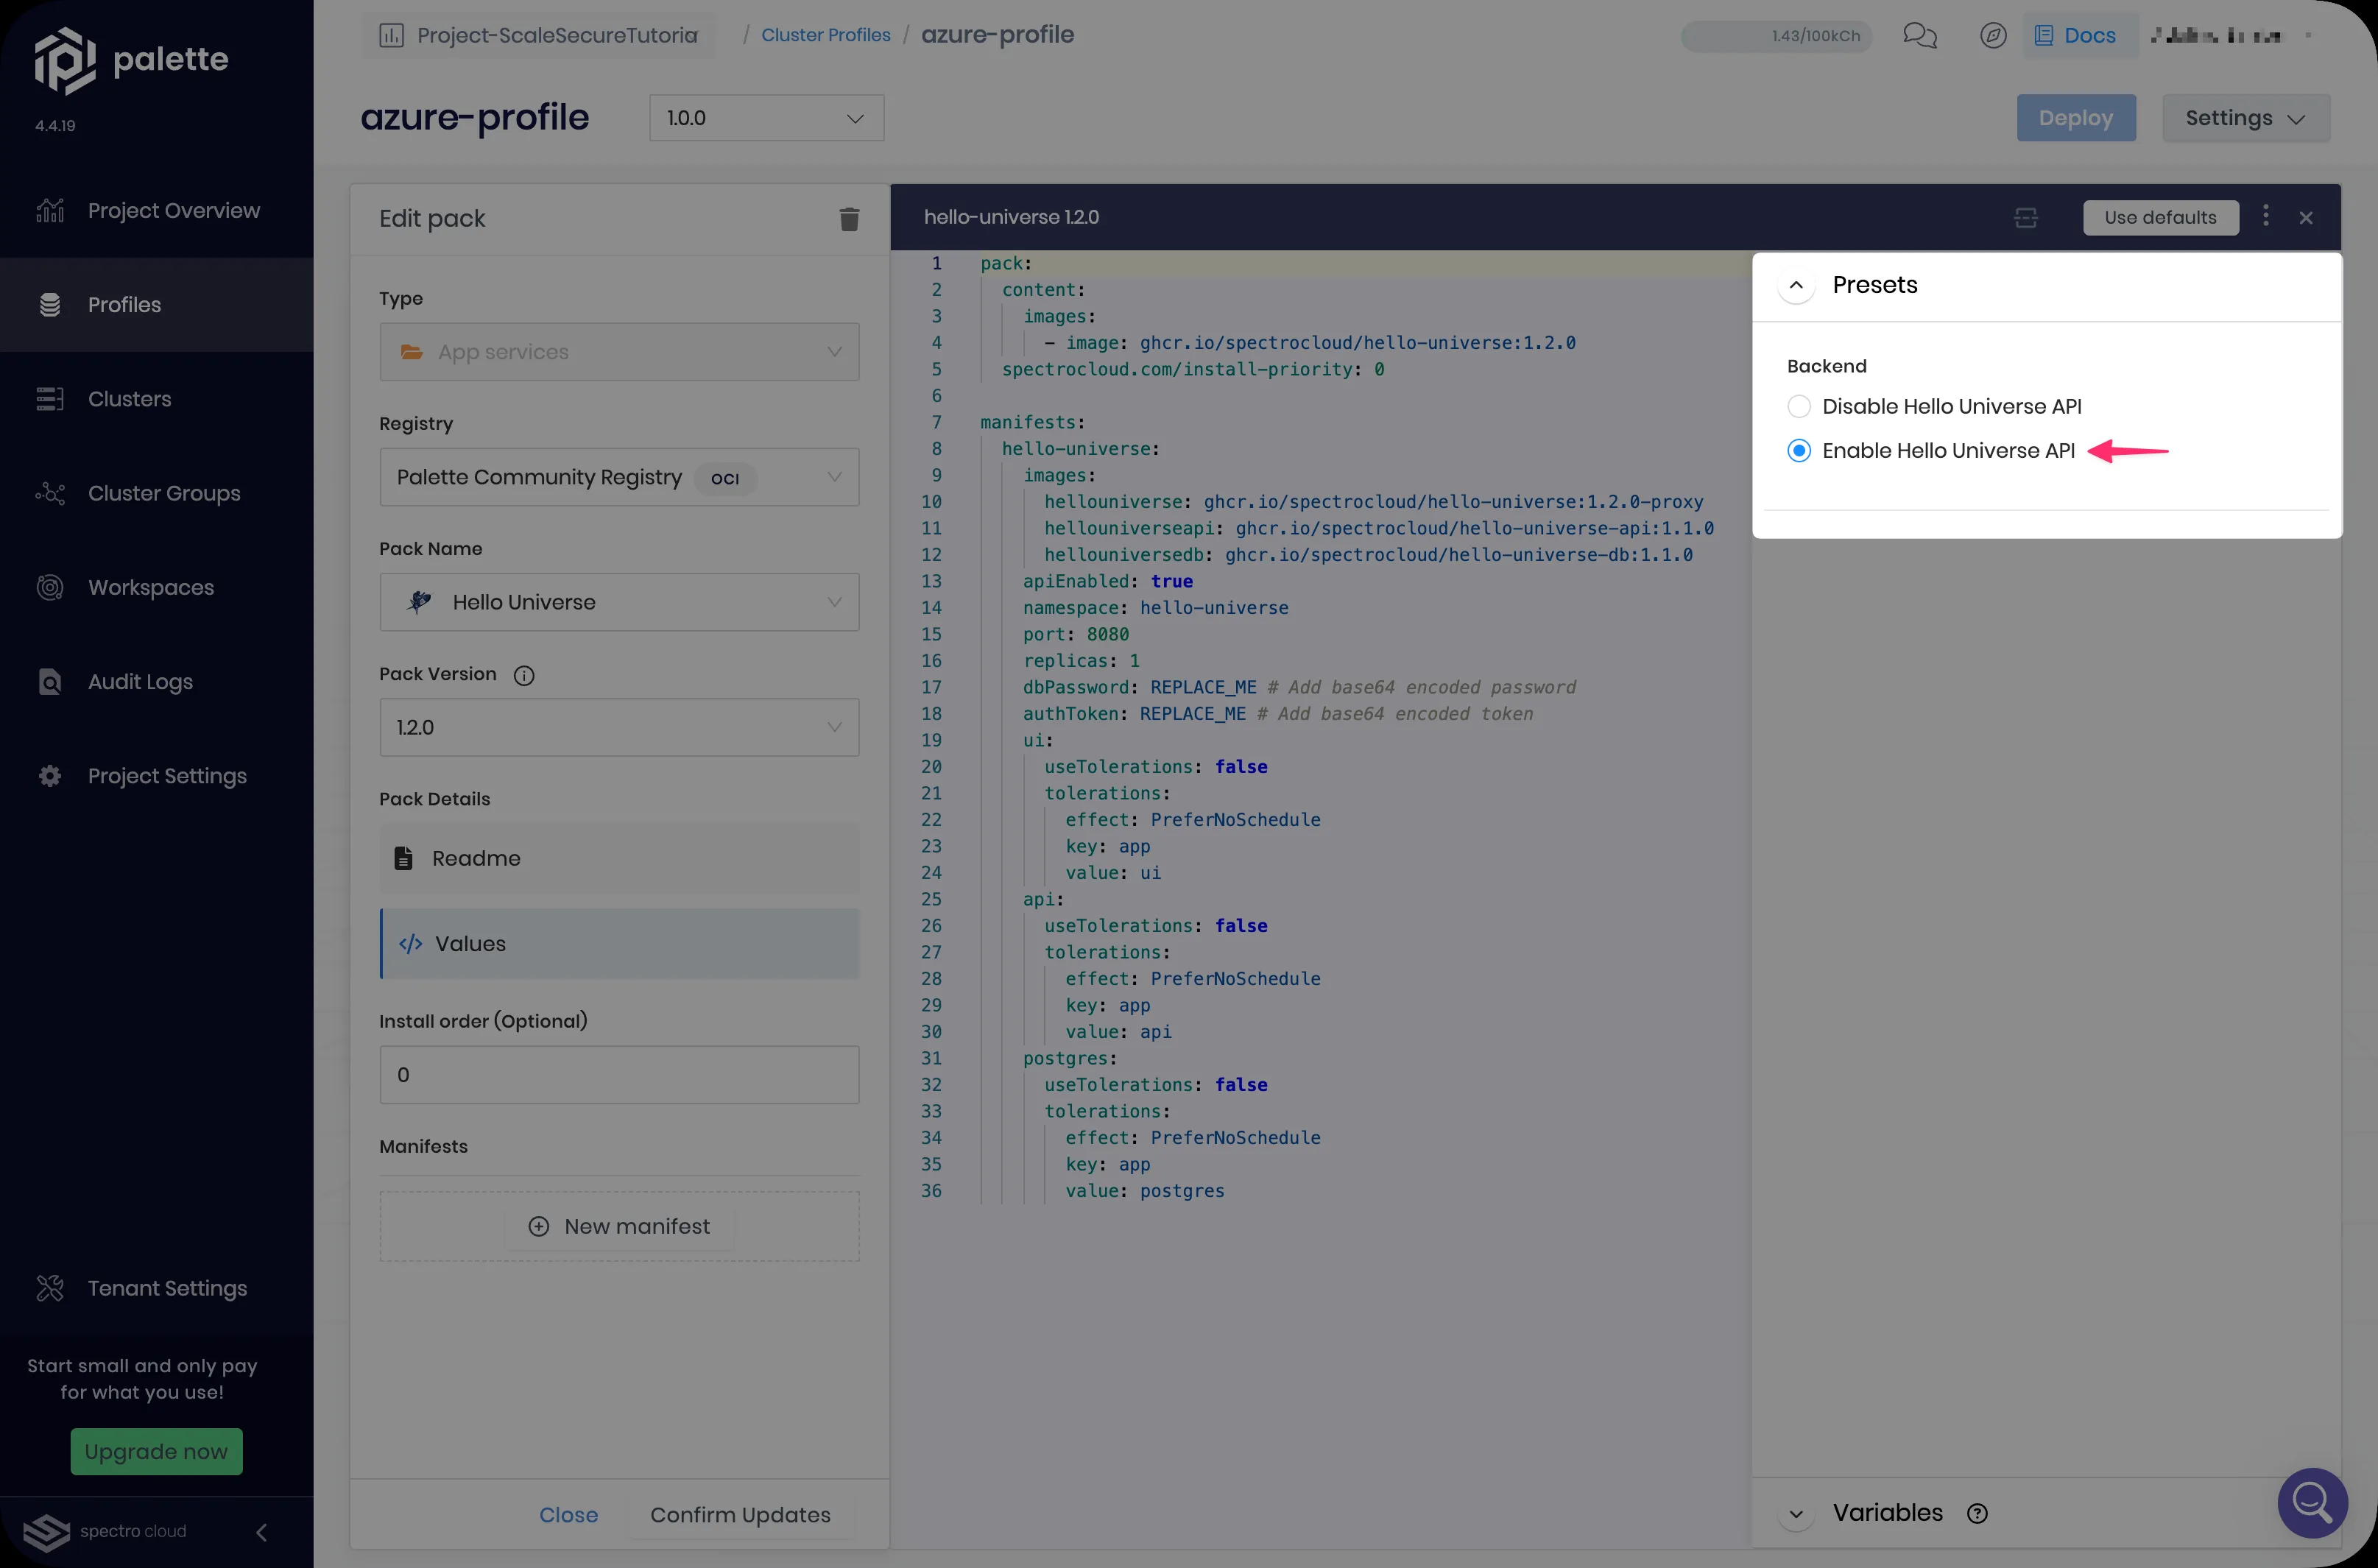 palette
4.4.19
Project Overview
Profiles
Clusters
Cluster Groups
Workspaces
Audit Logs
Project Settings
Tenant Settings
Start small and only pay
for what you use!
Upgrade now
spectro cloud
Project-ScaleSecureTutoria
/ Cluster Profiles / azure-profile
1.43/100kCh
Docs
azure-profile
1.0.0
Deploy
Settings
Edit pack
Type
App services
Registry
Palette Community Registry OCI
Pack Name
Hello Universe
Pack Version
1.2.0
Pack Details
Readme
</> Values
Install order (Optional)
0
Manifests
New manifest
Close
Confirm Updates
hello-universe 1.2.0
Use defaults
1 pack:
2 content:
3 images:
4 - image: ghcr.io/spectrocloud/hello-universe:1.2.0
5 spectrocloud.com/install-priority: 0
6
7 manifests:
8 hello-universe:
9 images:
10 hellouniverse: ghcr.io/spectrocloud/hello-universe:1.2.0-proxy
11 hellouniverseapi: ghcr.io/spectrocloud/hello-universe-api:1.1.0
12 hellouniversedb: ghcr.io/spectrocloud/hello-universe-db:1.1.0
13 apiEnabled: true
14 namespace: hello-universe
15 port: 8080
16 replicas: 1
17 dbPassword: REPLACE_ME # Add base64 encoded password
18 authToken: REPLACE_ME # Add base64 encoded token
19 ui:
20 useTolerations: false
21 tolerations:
22 effect: PreferNoSchedule
23 key: app
24 value: ui
25 api:
26 useTolerations: false
27 tolerations:
28 effect: PreferNoSchedule
29 key: app
30 value: api
31 postgres:
32 useTolerations: false
33 tolerations:
34 effect: PreferNoSchedule
35 key: app
36 value: postgres
Presets
Backend
Disable Hello Universe API
Enable Hello Universe API
Variables